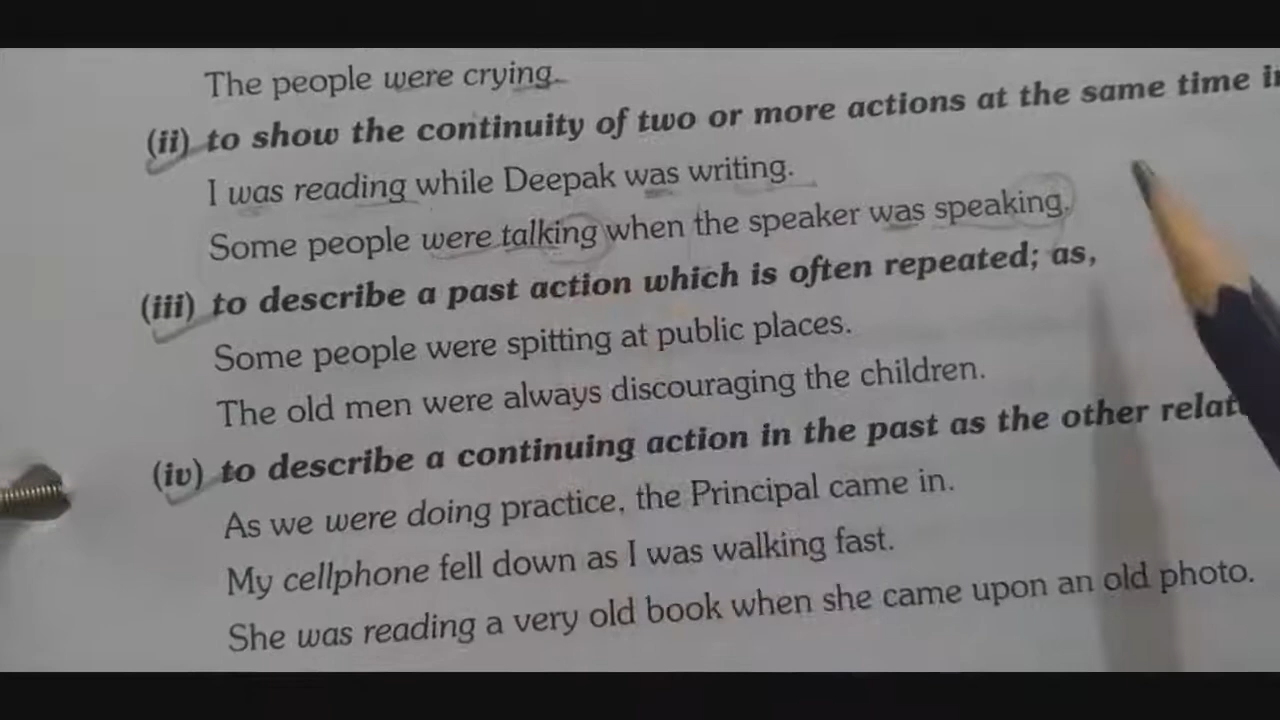 The people were crying.
(ii) to show the continuity of two or more actions at the same time
I was reading while Deepak was writing.
Some people were talking when the speaker was speaking.
(iii) to describe a past action which is often repeated; as,
Some people were spitting at public places.
The old men were always discouraging the children.
(iv) to describe a continuing action in the past as the other
As we were doing practice, the Principal came in.
My cellphone fell down as I was walking fast.
She was reading a very old book when she came upon an old photo.